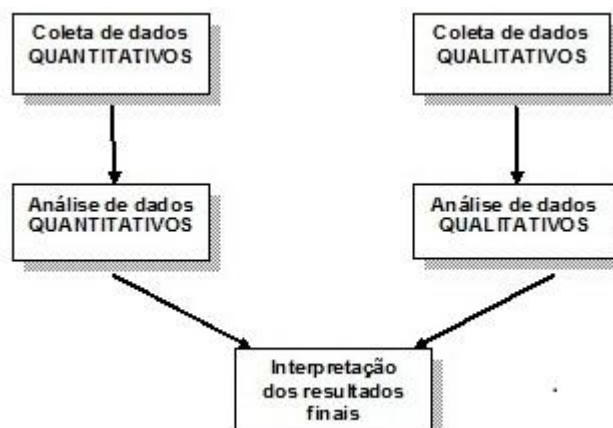 Coleta de dados
QUANTITATIVOS
Coleta de dados
QUALITATIVOS
Análise de dados
QUANTITATIVOS
Análise de dados
QUALITATIVOS
Interpretação
dos resultados
finais